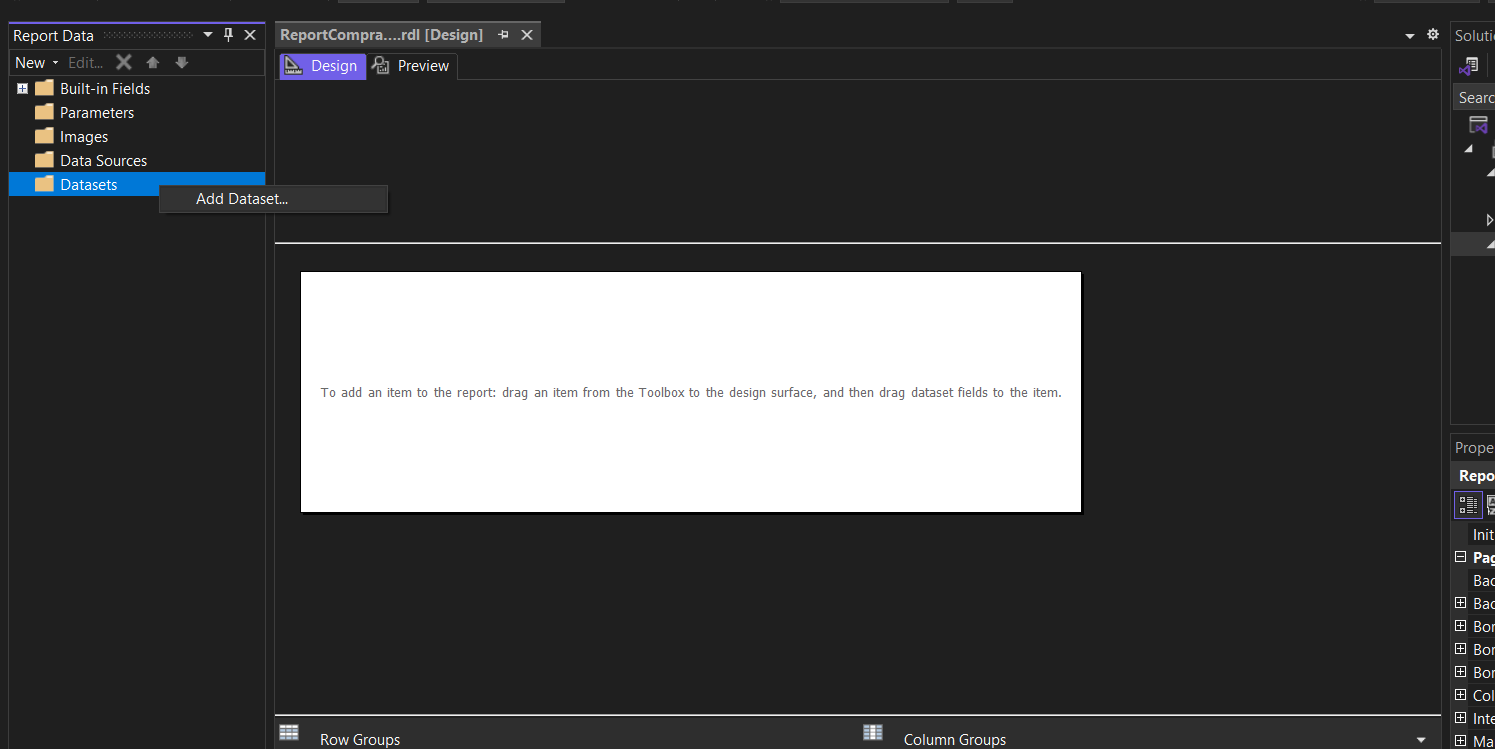 Report Data
New Edit...
Built-in Fields
Parameters
Images
Data Sources
Datasets
Add Dataset...
ReportCompra....rdl [Design]
Design Preview
To add an item to the report: drag an item from the Toolbox to the design surface, and then drag dataset fields to the item.
Row Groups Column Groups
Soluti
Searc
Prope
Repo
Init
Pag
Bac
Bac
Bor
Bor
Bor
Col
Inte
Ma